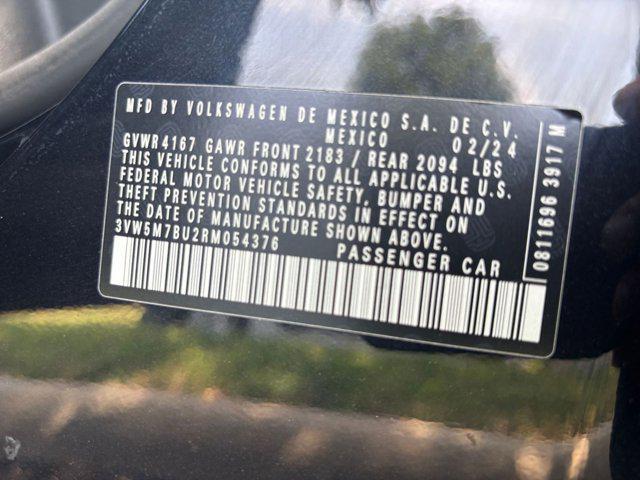 MFD BY VOLKSWAGEN DE MEXICO S.A. DE C.V.
MEXICO 02/24
GVWR 4167 GAWR FRONT 2183 / REAR 2094 LBS
THIS VEHICLE CONFORMS TO ALL APPLICABLE U.S.
FEDERAL MOTOR VEHICLE SAFETY, BUMPER AND
THEFT PREVENTION STANDARDS IN EFFECT ON
THE DATE OF MANUFACTURE SHOWN ABOVE.
3VW5M7BU2RM054376 PASSENGER CAR
0811696 3917 M